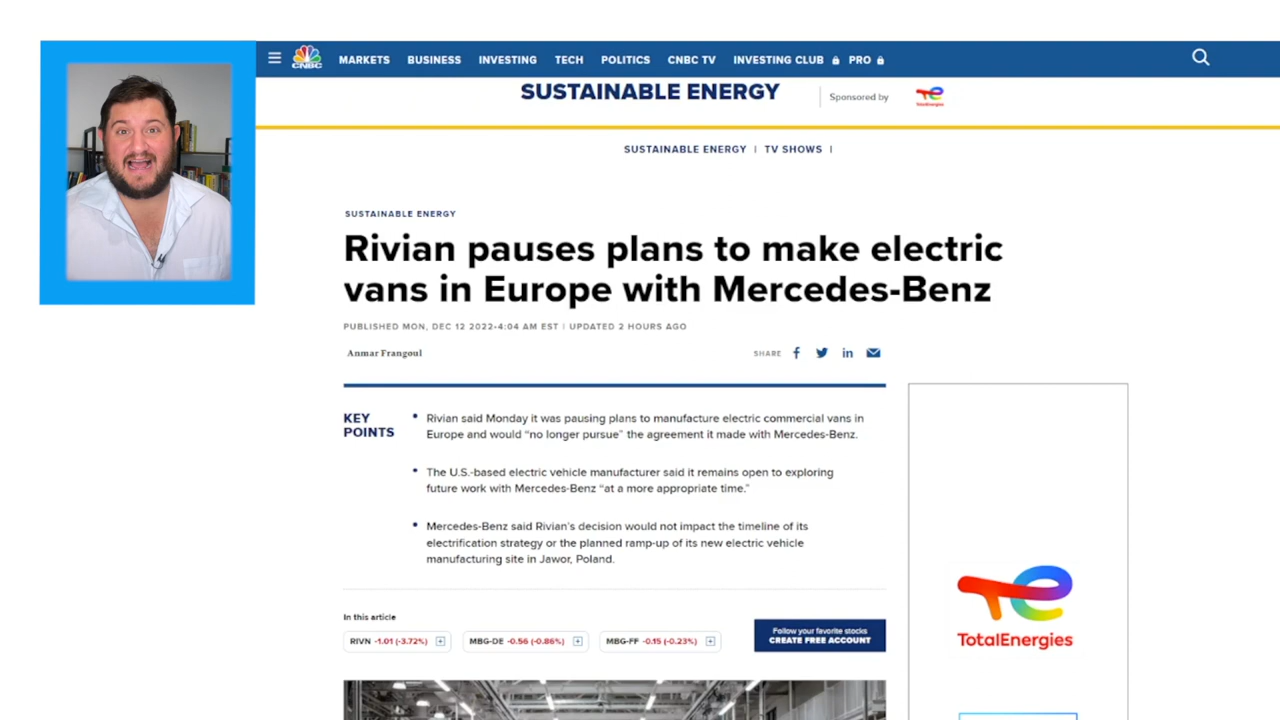 CNBC
MARKETS BUSINESS INVESTING TECH POLITICS CNBC TV INVESTING CLUB PRO
SUSTAINABLE ENERGY
Sponsored by
TotalEnergies
SUSTAINABLE ENERGY | TV SHOWS |
SUSTAINABLE ENERGY
Rivian pauses plans to make electric
vans in Europe with Mercedes-Benz
PUBLISHED MON, DEC 12 2022•4:04 AM EST | UPDATED 2 HOURS AGO
Anmar Frangoul
SHARE
KEY
POINTS
• Rivian said Monday it was pausing plans to manufacture electric commercial vans in
Europe and would “no longer pursue” the agreement it made with Mercedes-Benz.
• The U.S.-based electric vehicle manufacturer said it remains open to exploring
future work with Mercedes-Benz “at a more appropriate time.”
• Mercedes-Benz said Rivian’s decision would not impact the timeline of its
electrification strategy or the planned ramp-up of its new electric vehicle
manufacturing site in Jawor, Poland.
In this article
RIVN -1.01 (-3.72%)
MBG-DE -0.56 (-0.86%)
MBG-FF -0.15 (-0.23%)
Follow your favorite stocks
CREATE FREE ACCOUNT
TotalEnergies